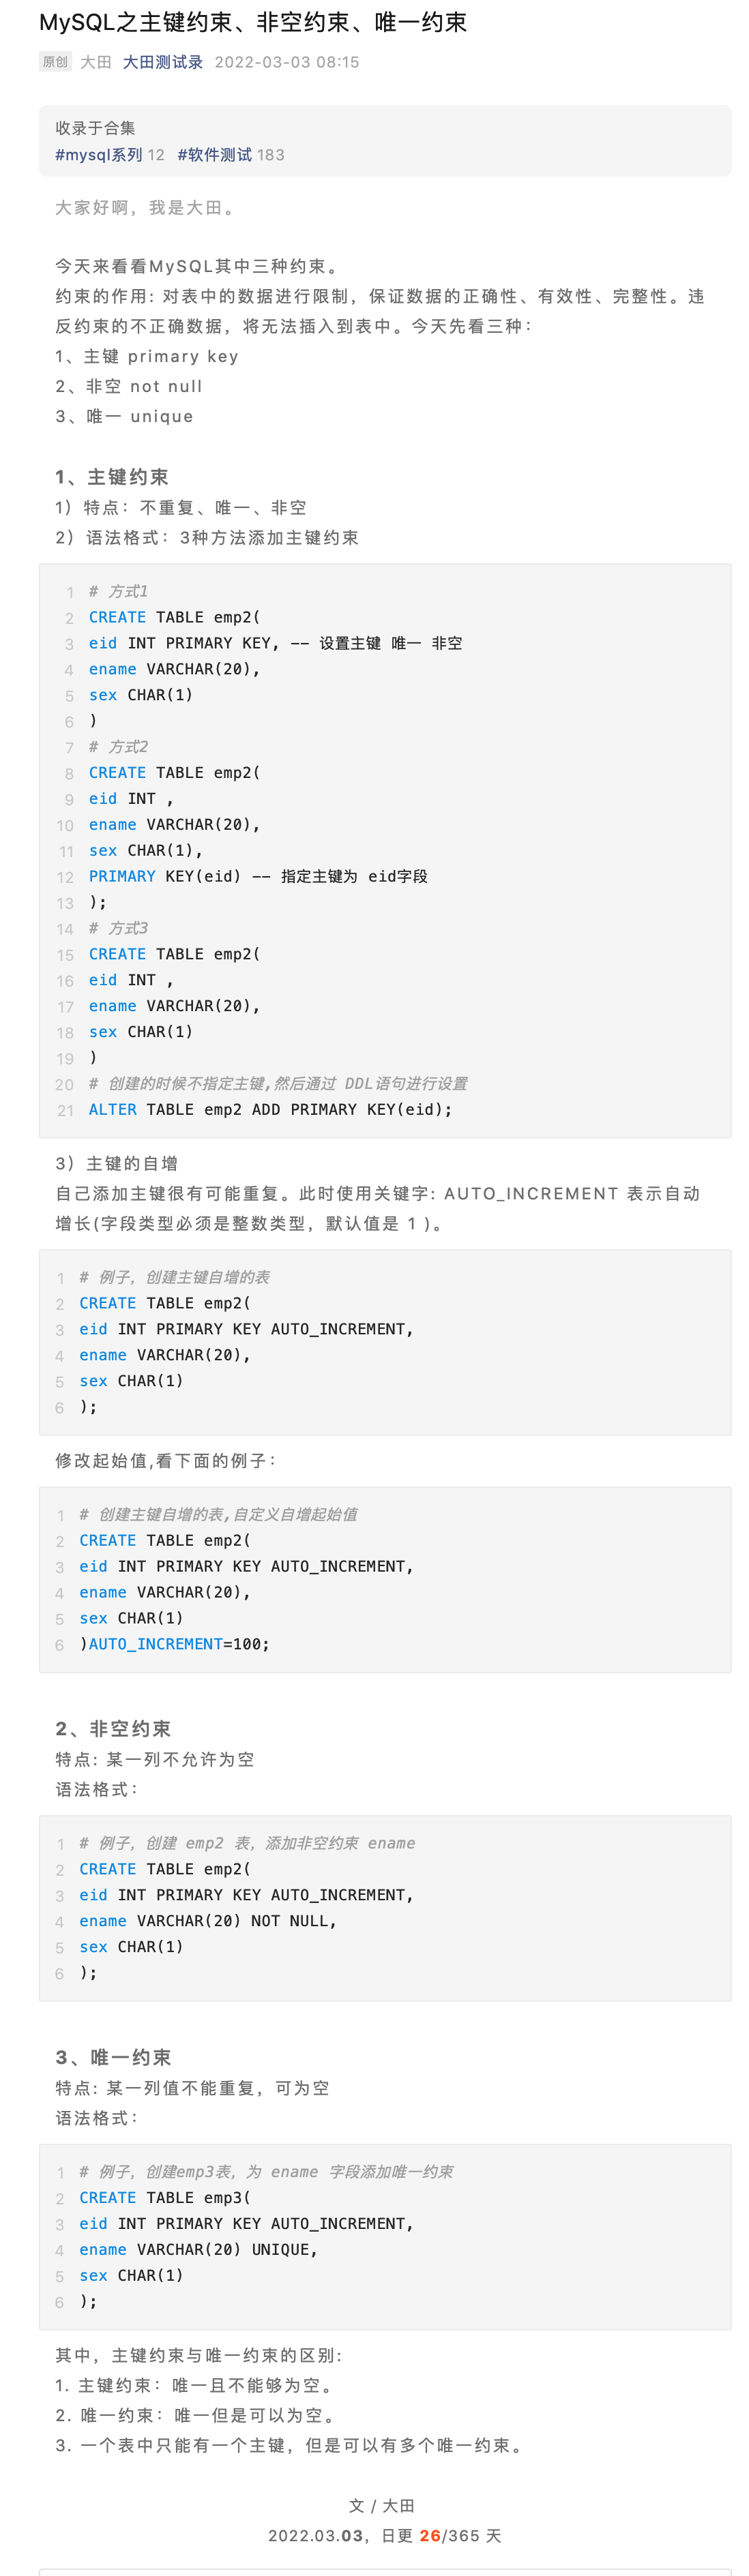 MySQL之主键约束、非空约束、唯一约束
原创 大田 大田测试录 2022-03-03 08:15
收录于合集
#mysql系列 12 #软件测试 183
大家好啊，我是大田。
今天来看看MySQL其中三种约束。
约束的作用: 对表中的数据进行限制，保证数据的正确性、有效性、完整性。违
反约束的不正确数据，将无法插入到表中。今天先看三种：
1、主键 primary key
2、非空 not null
3、唯一 unique
1、主键约束
1）特点：不重复、唯一、非空
2）语法格式：3种方法添加主键约束
1 # 方式1
2 CREATE TABLE emp2(
3 eid INT PRIMARY KEY, -- 设置主键 唯一 非空
4 ename VARCHAR(20),
5 sex CHAR(1)
6 )
7 # 方式2
8 CREATE TABLE emp2(
9 eid INT ,
10 ename VARCHAR(20),
11 sex CHAR(1),
12 PRIMARY KEY(eid) -- 指定主键为 eid字段
13 );
14 # 方式3
15 CREATE TABLE emp2(
16 eid INT ,
17 ename VARCHAR(20),
18 sex CHAR(1)
19 )
20 # 创建的时候不指定主键,然后通过 DDL语句进行设置
21 ALTER TABLE emp2 ADD PRIMARY KEY(eid);
3）主键的自增
自己添加主键很有可能重复。此时使用关键字: AUTO_INCREMENT 表示自动
增长(字段类型必须是整数类型，默认值是 1 )。
1 # 例子，创建主键自增的表
2 CREATE TABLE emp2(
3 eid INT PRIMARY KEY AUTO_INCREMENT,
4 ename VARCHAR(20),
5 sex CHAR(1)
6 );
修改起始值,看下面的例子：
1 # 创建主键自增的表,自定义自增起始值
2 CREATE TABLE emp2(
3 eid INT PRIMARY KEY AUTO_INCREMENT,
4 ename VARCHAR(20),
5 sex CHAR(1)
6 )AUTO_INCREMENT=100;
2、非空约束
特点: 某一列不允许为空
语法格式：
1 # 例子，创建 emp2 表，添加非空约束 ename
2 CREATE TABLE emp2(
3 eid INT PRIMARY KEY AUTO_INCREMENT,
4 ename VARCHAR(20) NOT NULL,
5 sex CHAR(1)
6 );
3、唯一约束
特点: 某一列值不能重复，可为空
语法格式：
1 # 例子，创建emp3表，为 ename 字段添加唯一约束
2 CREATE TABLE emp3(
3 eid INT PRIMARY KEY AUTO_INCREMENT,
4 ename VARCHAR(20) UNIQUE,
5 sex CHAR(1)
6 );
其中，主键约束与唯一约束的区别:
1. 主键约束：唯一且不能够为空。
2. 唯一约束：唯一但是可以为空。
3. 一个表中只能有一个主键，但是可以有多个唯一约束。
文 / 大田
2022.03.03，日更 26/365 天